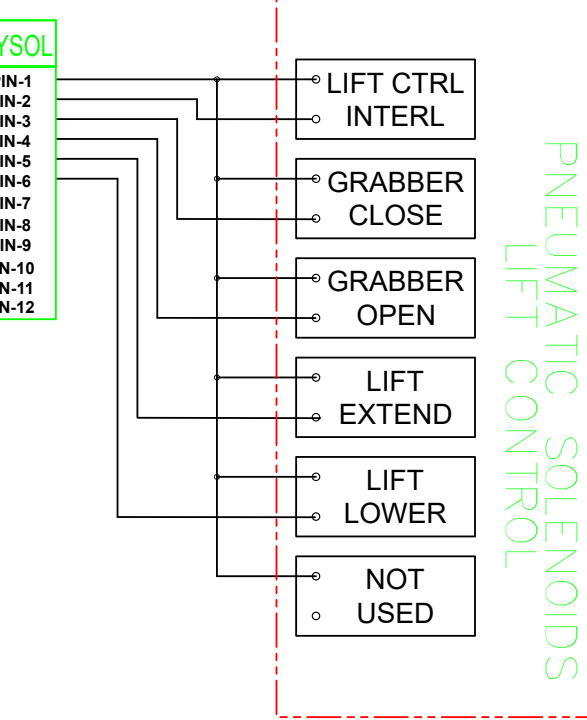 YSOL
IN-1
IN-2
IN-3
IN-4
IN-5
IN-6
IN-7
IN-8
IN-9
N-10
N-11
N-12
LIFT CTRL
INTERL
GRABBER
CLOSE
GRABBER
OPEN
LIFT
EXTEND
LIFT
LOWER
NOT
USED
PNEUMATIC SOLENOIDS
LIFT CONTROL